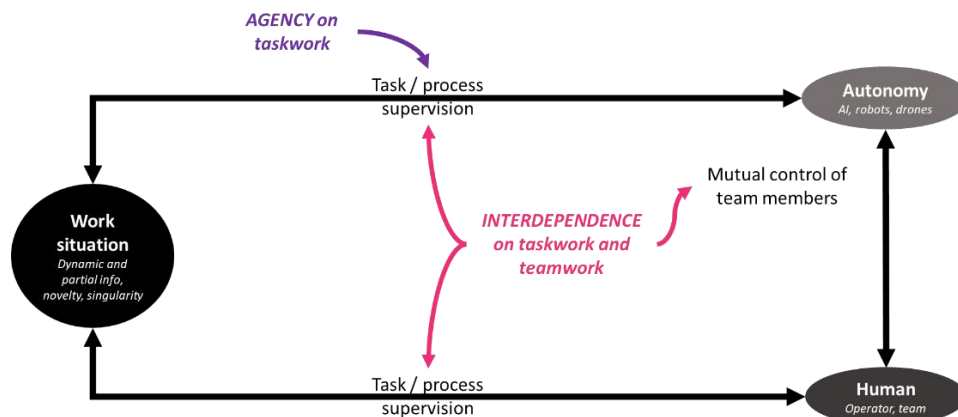 AGENCY on
taskwork
Task / process
supervision
Autonomy
AI, robots, drones
Mutual control of
team members
Work
situation
Dynamic and
partial info,
novelty, singularity
INTERDEPENDENCE
on taskwork and
teamwork
Task / process
supervision
Human
Operator, team